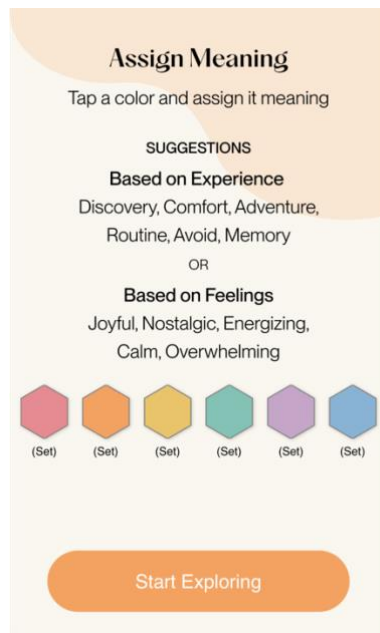 Assign Meaning
Tap a color and assign it meaning
SUGGESTIONS
Based on Experience
Discovery, Comfort, Adventure,
Routine, Avoid, Memory
OR
Based on Feelings
Joyful, Nostalgic, Energizing,
Calm, Overwhelming
(Set) (Set) (Set) (Set) (Set) (Set)
Start Exploring